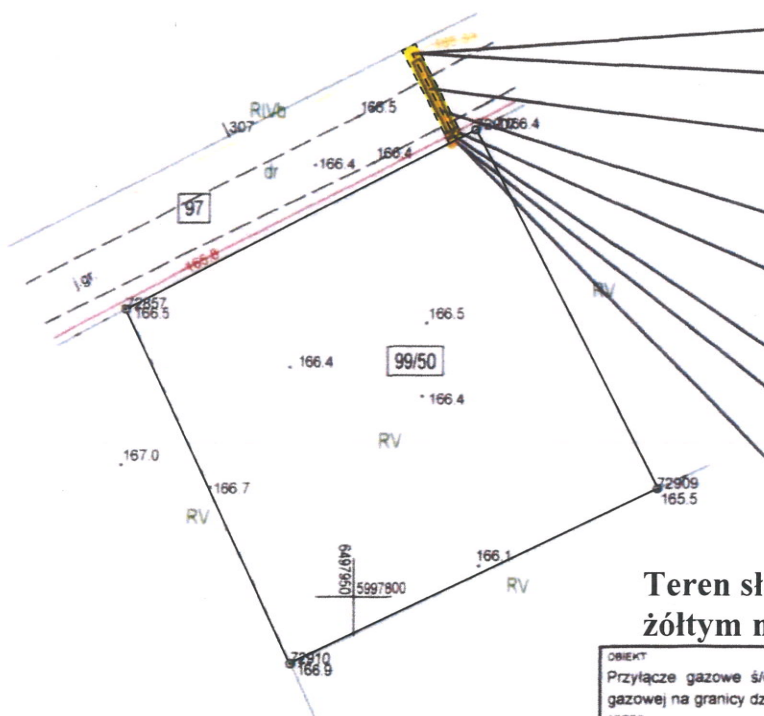 RIVb
307
166.5
166.4
166.4
166.4
dr
97
165.8
j.gr.
72857
166.5
166.5
166.4
99/50
166.4
RV
RV
167.0
166.7
RV
72909
165.5
166.1
RV
6497950
5997800
72910
166.9
Teren sł
żółtym n
OBIEKT
Przyłącze gazowe ś/
gazowej na granicy dz